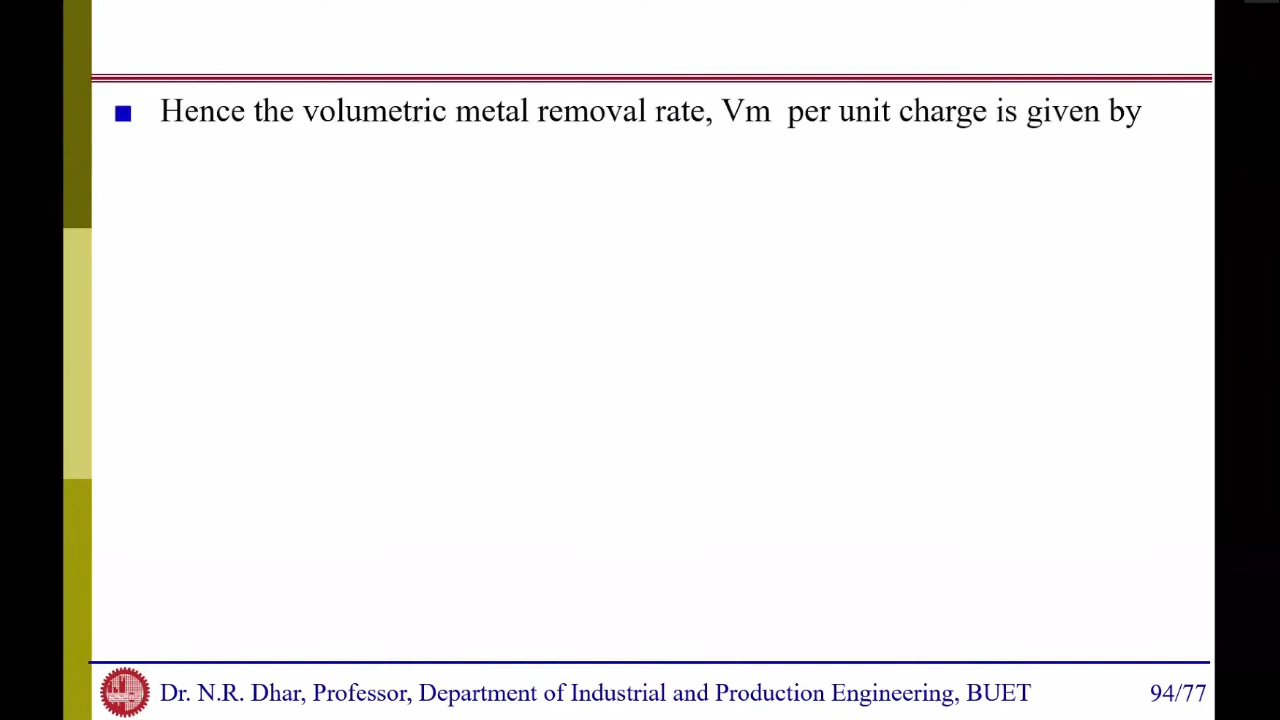 Hence the volumetric metal removal rate, Vm per unit charge is given by
Dr. N.R. Dhar, Professor, Department of Industrial and Production Engineering, BUET
94/77